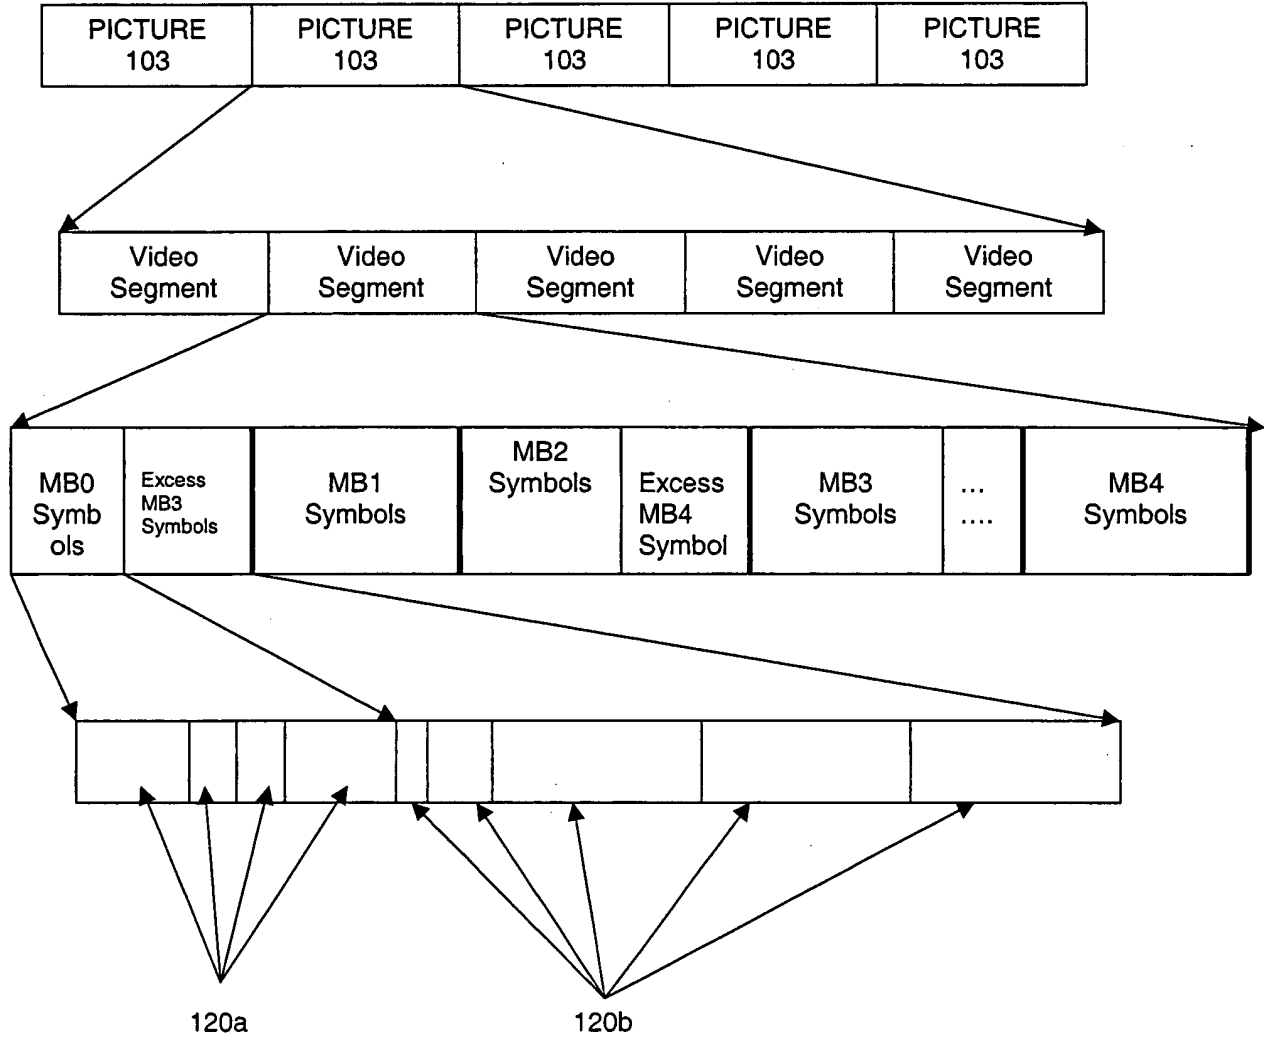 PICTURE
103
PICTURE
103
PICTURE
103
PICTURE
103
PICTURE
103
Video
Segment
Video
Segment
Video
Segment
Video
Segment
Video
Segment
MB0
Symb
ols
Excess
MB3
Symbols
MB1
Symbols
MB2
Symbols
Excess
MB4
Symbol
MB3
Symbols
...
....
MB4
Symbols
120a
120b